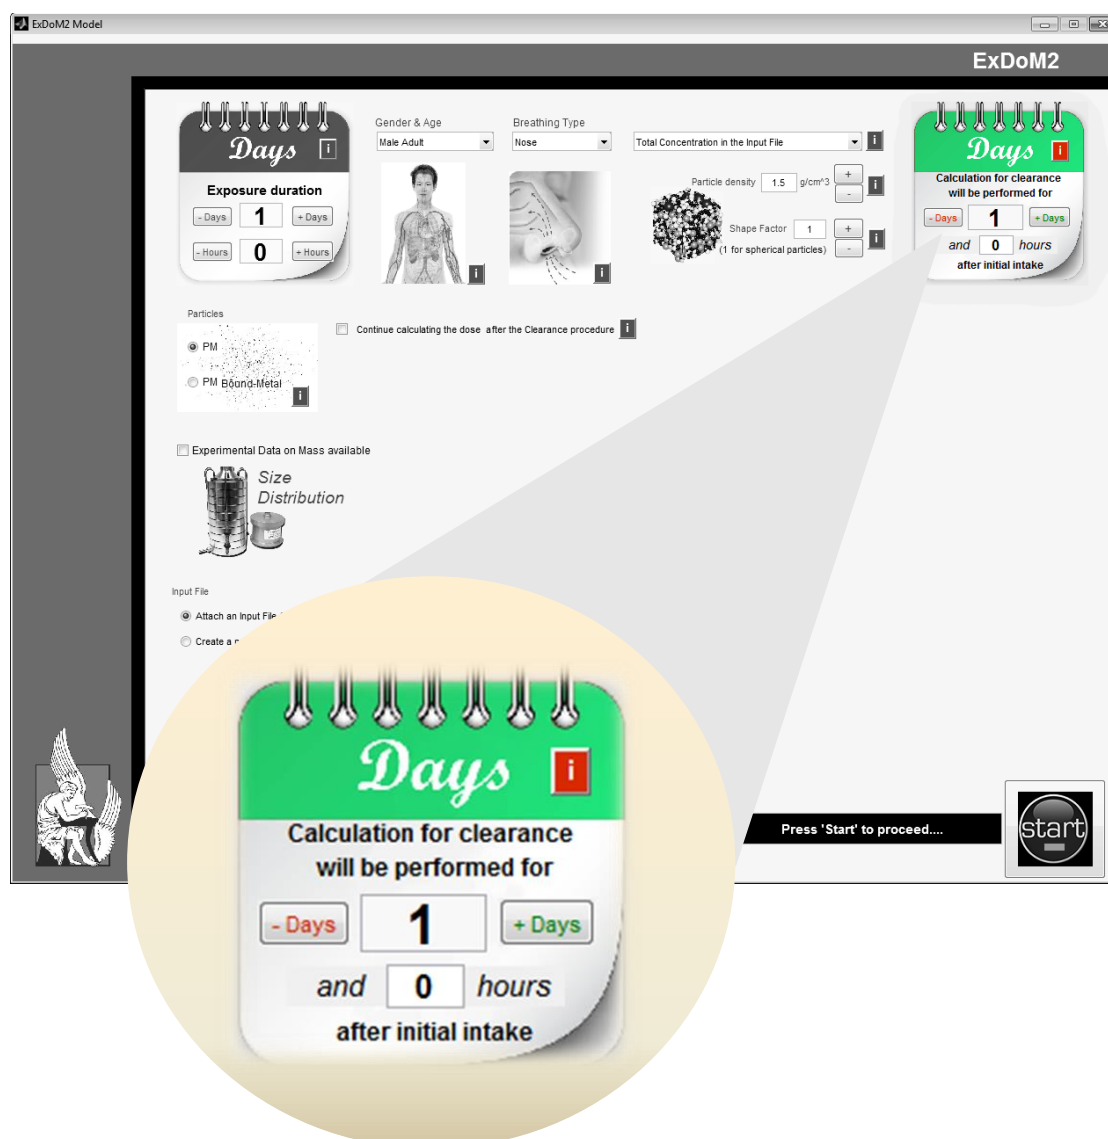 ExDoM2 Model
ExDoM2
Days i
Exposure duration
- Days 1 + Days
- Hours 0 + Hours
Gender & Age
Male Adult
i
Breathing Type
Nose
i
Total Concentration in the Input File i
Particle density 1.5 g/cm^3 + - i
Shape Factor 1 + - i
(1 for spherical particles)
Days i
Calculation for clearance
will be performed for
- Days 1 + Days
and 0 hours
after initial intake
Particles
PM
PM Bound-Metal
i
Continue calculating the dose after the Clearance procedure i
Experimental Data on Mass available
Size
Distribution
Input File
Attach an Input File
Create a
Press 'Start' to proceed....
start
Days i
Calculation for clearance
will be performed for
- Days 1 + Days
and 0 hours
after initial intake